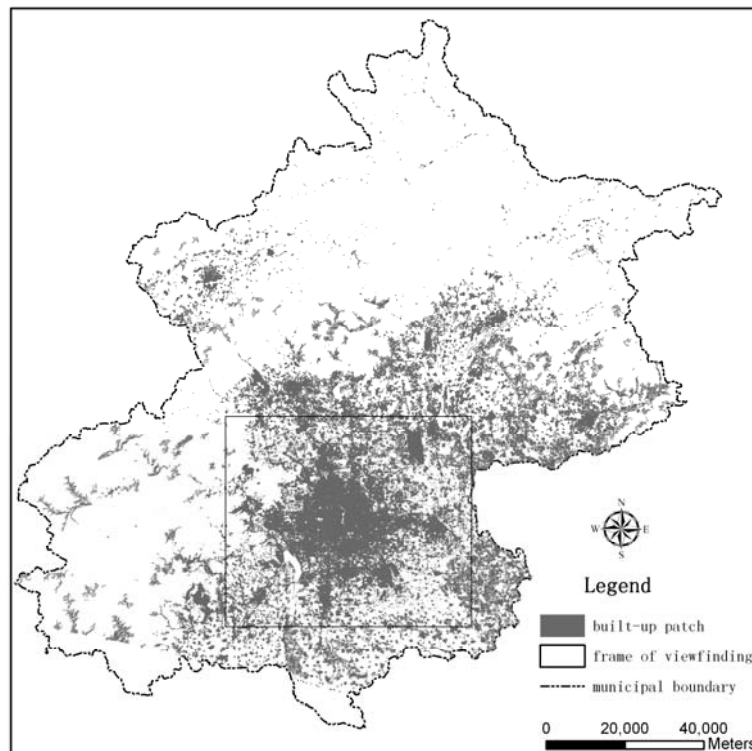 N
W E
S
Legend
built-up patch
frame of viewfinding
municipal boundary
0 20,000 40,000
Meters